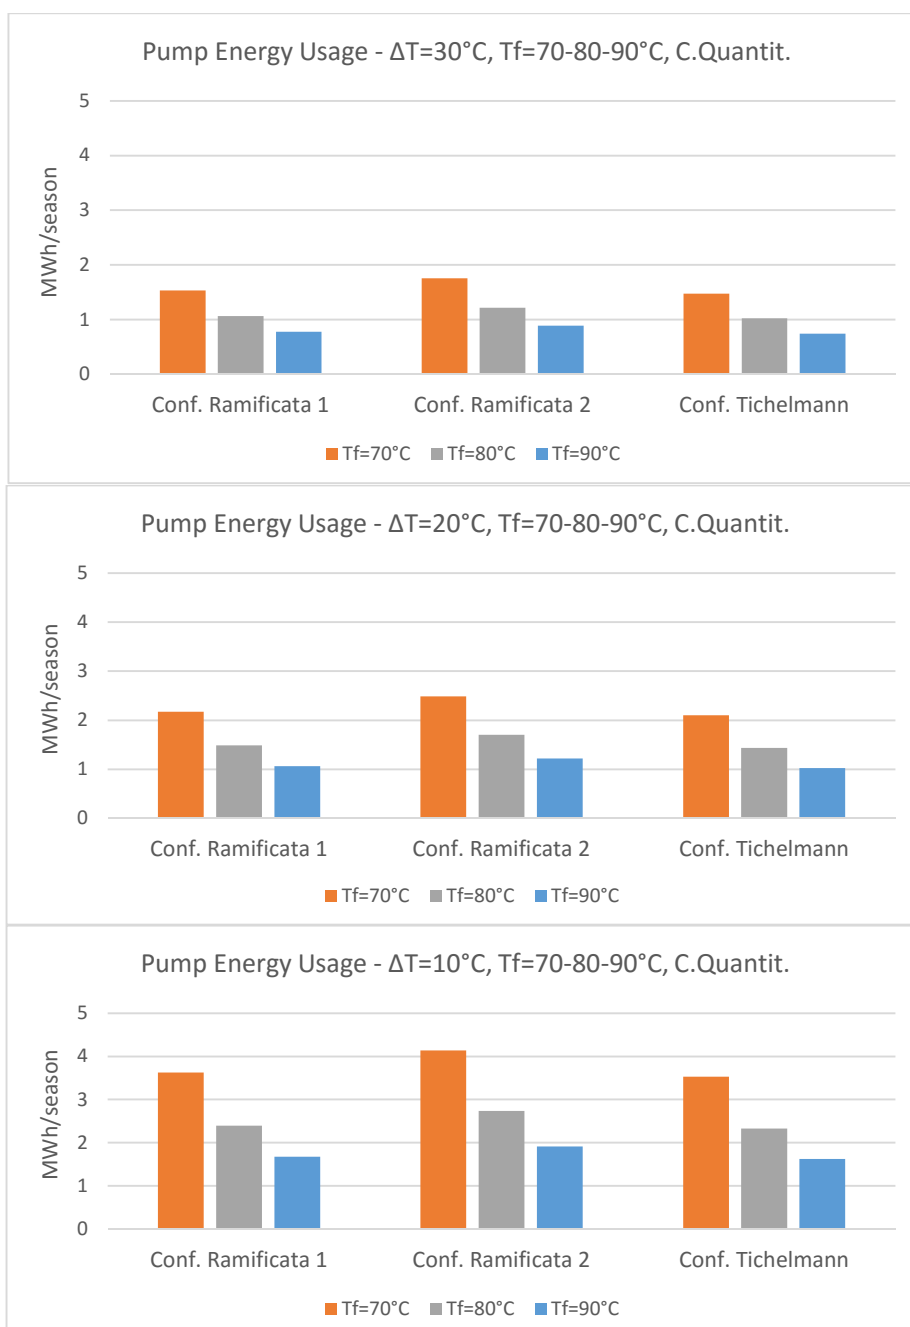 Pump Energy Usage - ΔT=30°C, Tf=70-80-90°C, C.Quantit.
5
4
3
2
1
0
MWh/season
Conf. Ramificata 1 Conf. Ramificata 2 Conf. Tichelmann
Tf=70°C Tf=80°C Tf=90°C
Pump Energy Usage - ΔT=20°C, Tf=70-80-90°C, C.Quantit.
5
4
3
2
1
0
MWh/season
Conf. Ramificata 1 Conf. Ramificata 2 Conf. Tichelmann
Tf=70°C Tf=80°C Tf=90°C
Pump Energy Usage - ΔT=10°C, Tf=70-80-90°C, C.Quantit.
5
4
3
2
1
0
MWh/season
Conf. Ramificata 1 Conf. Ramificata 2 Conf. Tichelmann
Tf=70°C Tf=80°C Tf=90°C